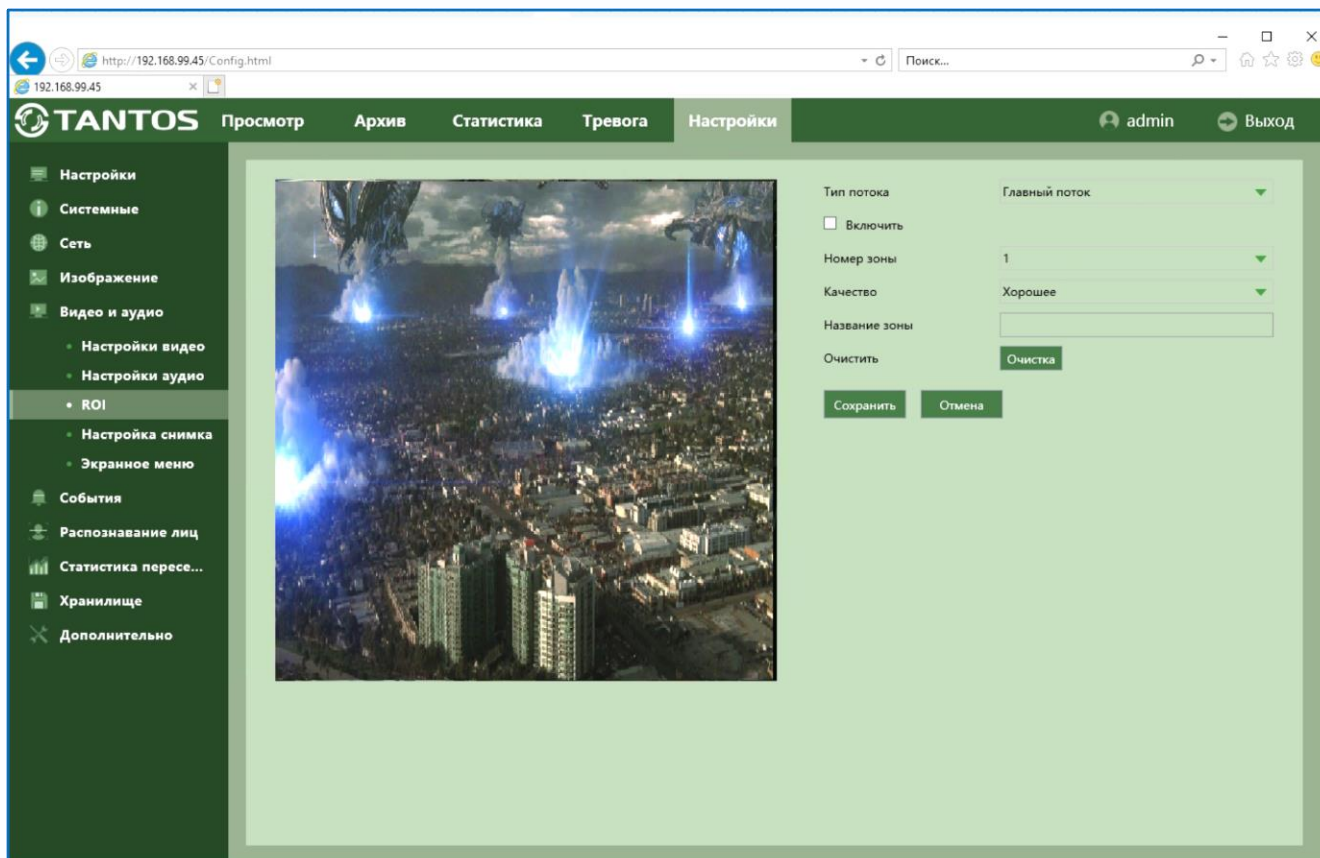 http://192.168.99.45/Config.html
Поиск...
192.168.99.45
TANTOS Просмотр Архив Статистика Тревога Настройки admin Выход
Настройки
Системные
Сеть
Изображение
Видео и аудио
Настройки видео
Настройки аудио
ROI
Настройка снимка
Экранное меню
События
Распознавание лиц
Статистика пересе...
Хранилище
Дополнительно
Тип потока Главный поток
Включить
Номер зоны 1
Качество Хорошее
Название зоны
Очистить Очистка
Сохранить Отмена